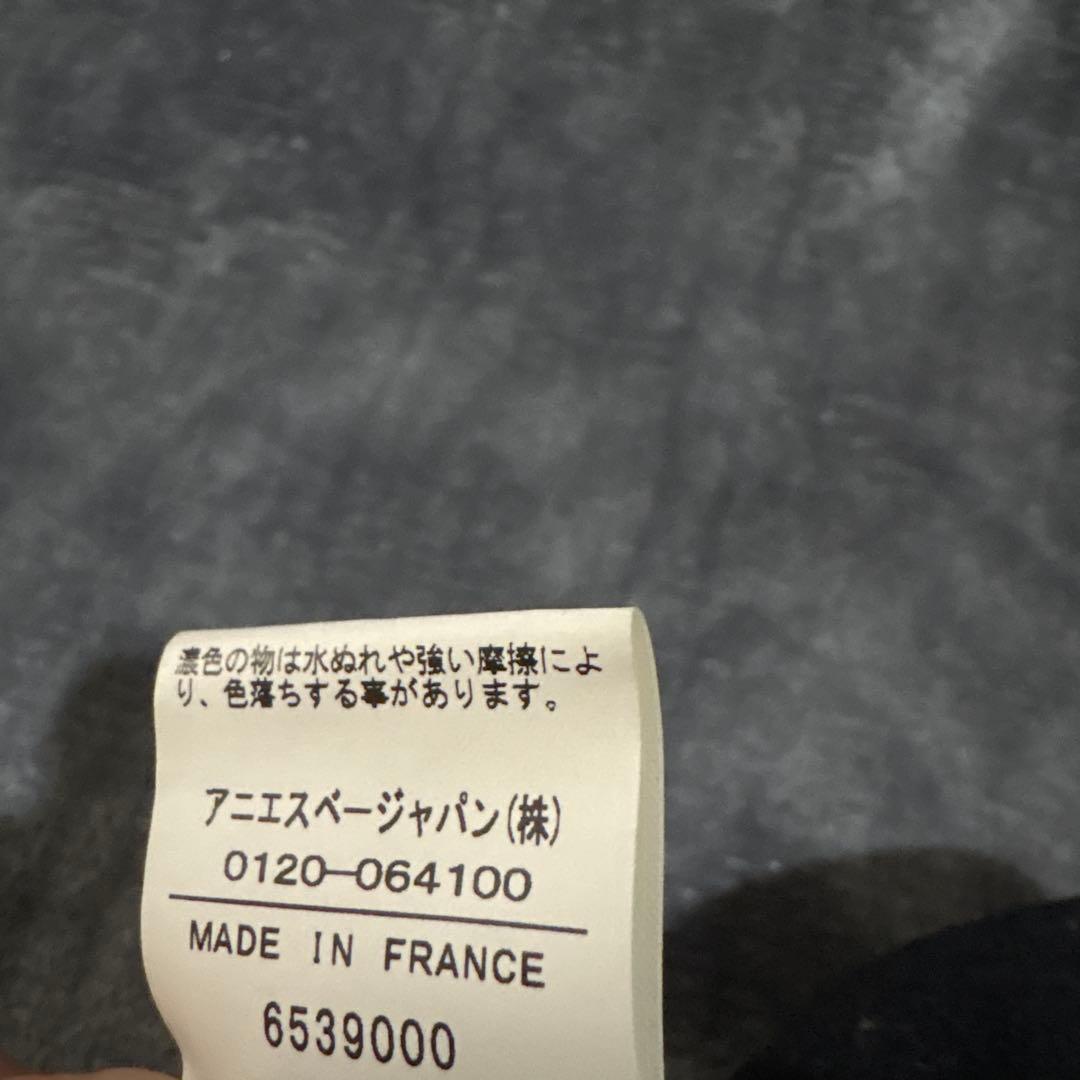 濃色の物は水ぬれや強い摩擦によ
り、色落ちする事があります。
アニエスベージャパン(株)
0120-064100
MADE IN FRANCE
6539000